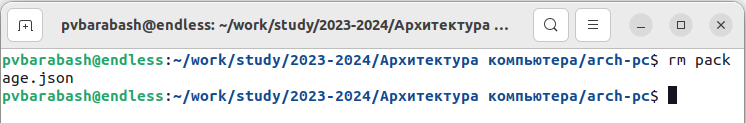 pvbarabash@endless: ~/work/study/2023-2024/Архитектура ...
pvbarabash@endless:~/work/study/2023-2024/Архитектура компьютера/arch-pc$ rm pack
age.json
pvbarabash@endless:~/work/study/2023-2024/Архитектура компьютера/arch-pc$